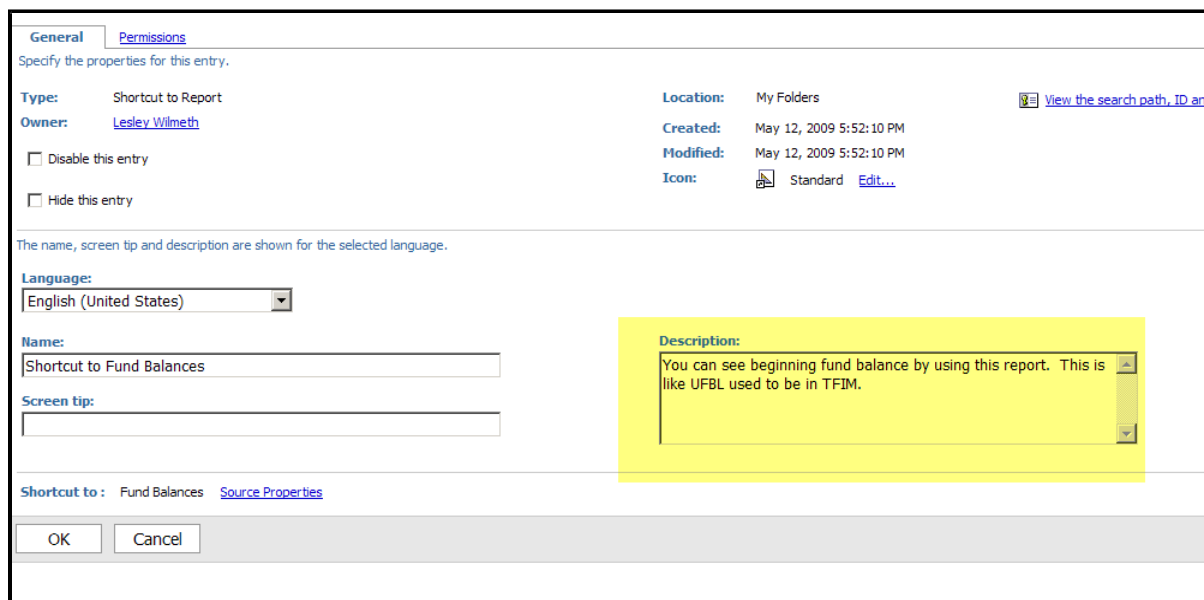 General Permissions
Specify the properties for this entry.
Type: Shortcut to Report
Owner: Lesley Wilmeth
Disable this entry
Hide this entry
Location: My Folders
Created: May 12, 2009 5:52:10 PM
Modified: May 12, 2009 5:52:10 PM
Icon: Standard Edit...
View the search path, ID an
The name, screen tip and description are shown for the selected language.
Language:
English (United States)
Name:
Shortcut to Fund Balances
Screen tip:
Description:
You can see beginning fund balance by using this report. This is
like UFBL used to be in TFIM.
Shortcut to : Fund Balances Source Properties
OK Cancel